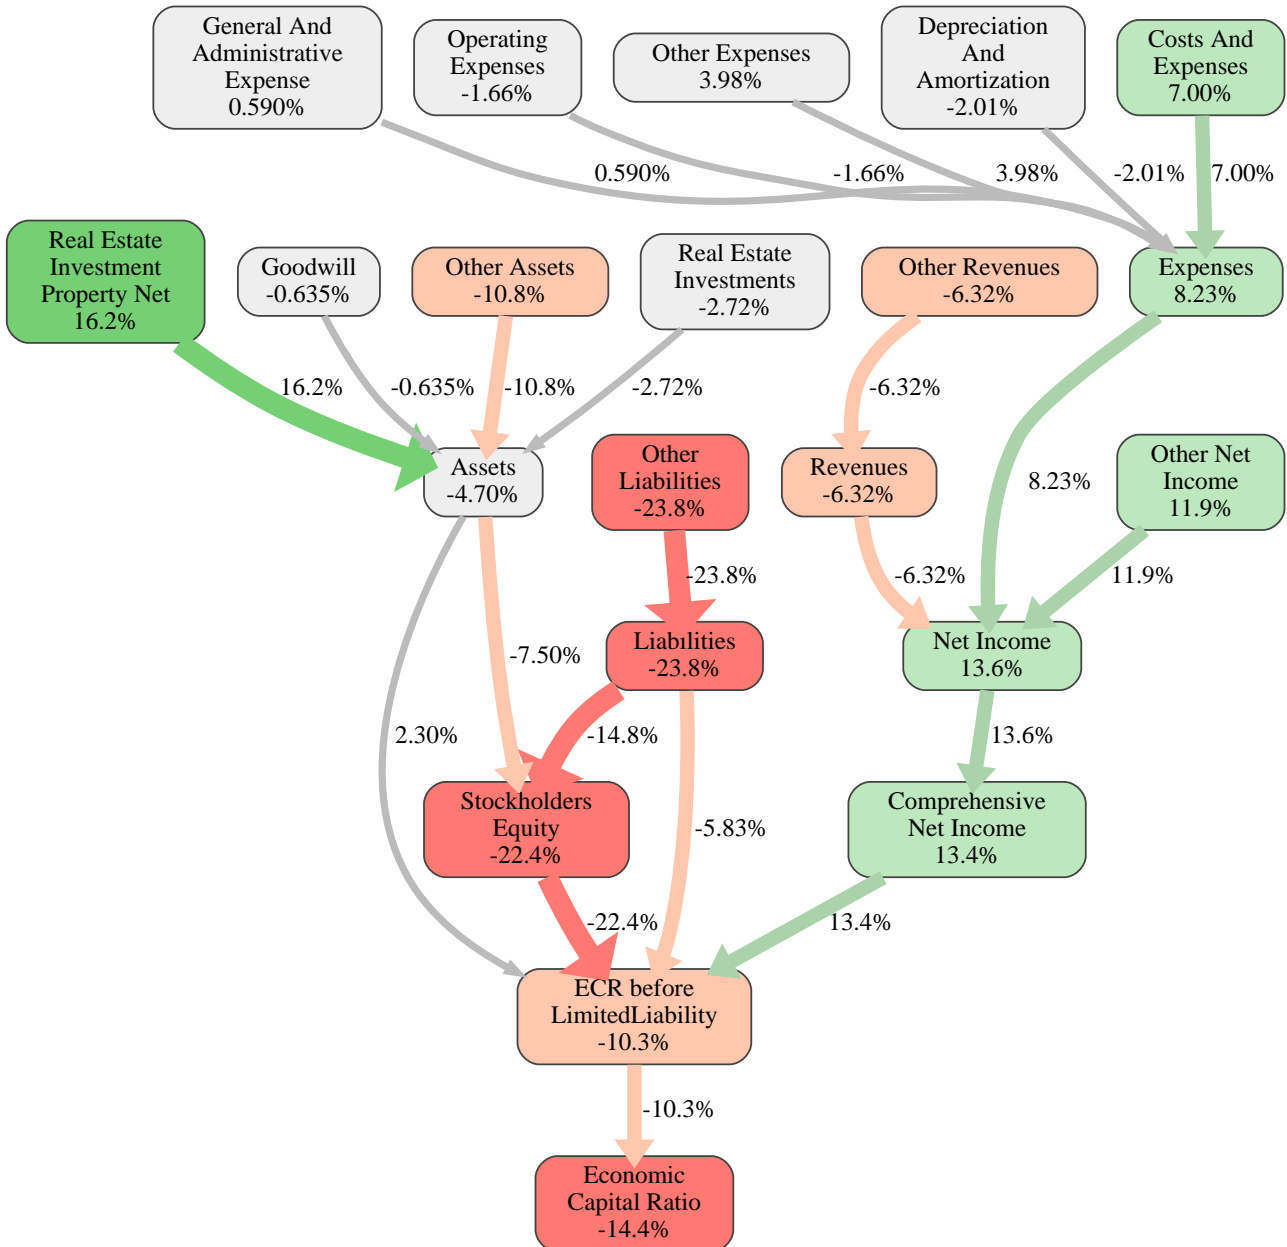 General And
Administrative
Expense
0.590%
Operating
Expenses
-1.66%
Other Expenses
3.98%
Depreciation
And
Amortization
-2.01%
Costs And
Expenses
7.00%
0.590%
-1.66%
3.98%
-2.01%
7.00%
Real Estate
Investment
Property Net
16.2%
Goodwill
-0.635%
Other Assets
-10.8%
Real Estate
Investments
-2.72%
Other Revenues
-6.32%
Expenses
8.23%
16.2%
-0.635%
-10.8%
-2.72%
-6.32%
8.23%
Assets
-4.70%
Other
Liabilities
-23.8%
Revenues
-6.32%
Other Net
Income
11.9%
-23.8%
-6.32%
11.9%
Liabilities
-23.8%
Net Income
13.6%
-7.50%
2.30%
-14.8%
13.6%
Stockholders
Equity
-22.4%
-5.83%
Comprehensive
Net Income
13.4%
-22.4%
13.4%
ECR before
LimitedLiability
-10.3%
-10.3%
Economic
Capital Ratio
-14.4%